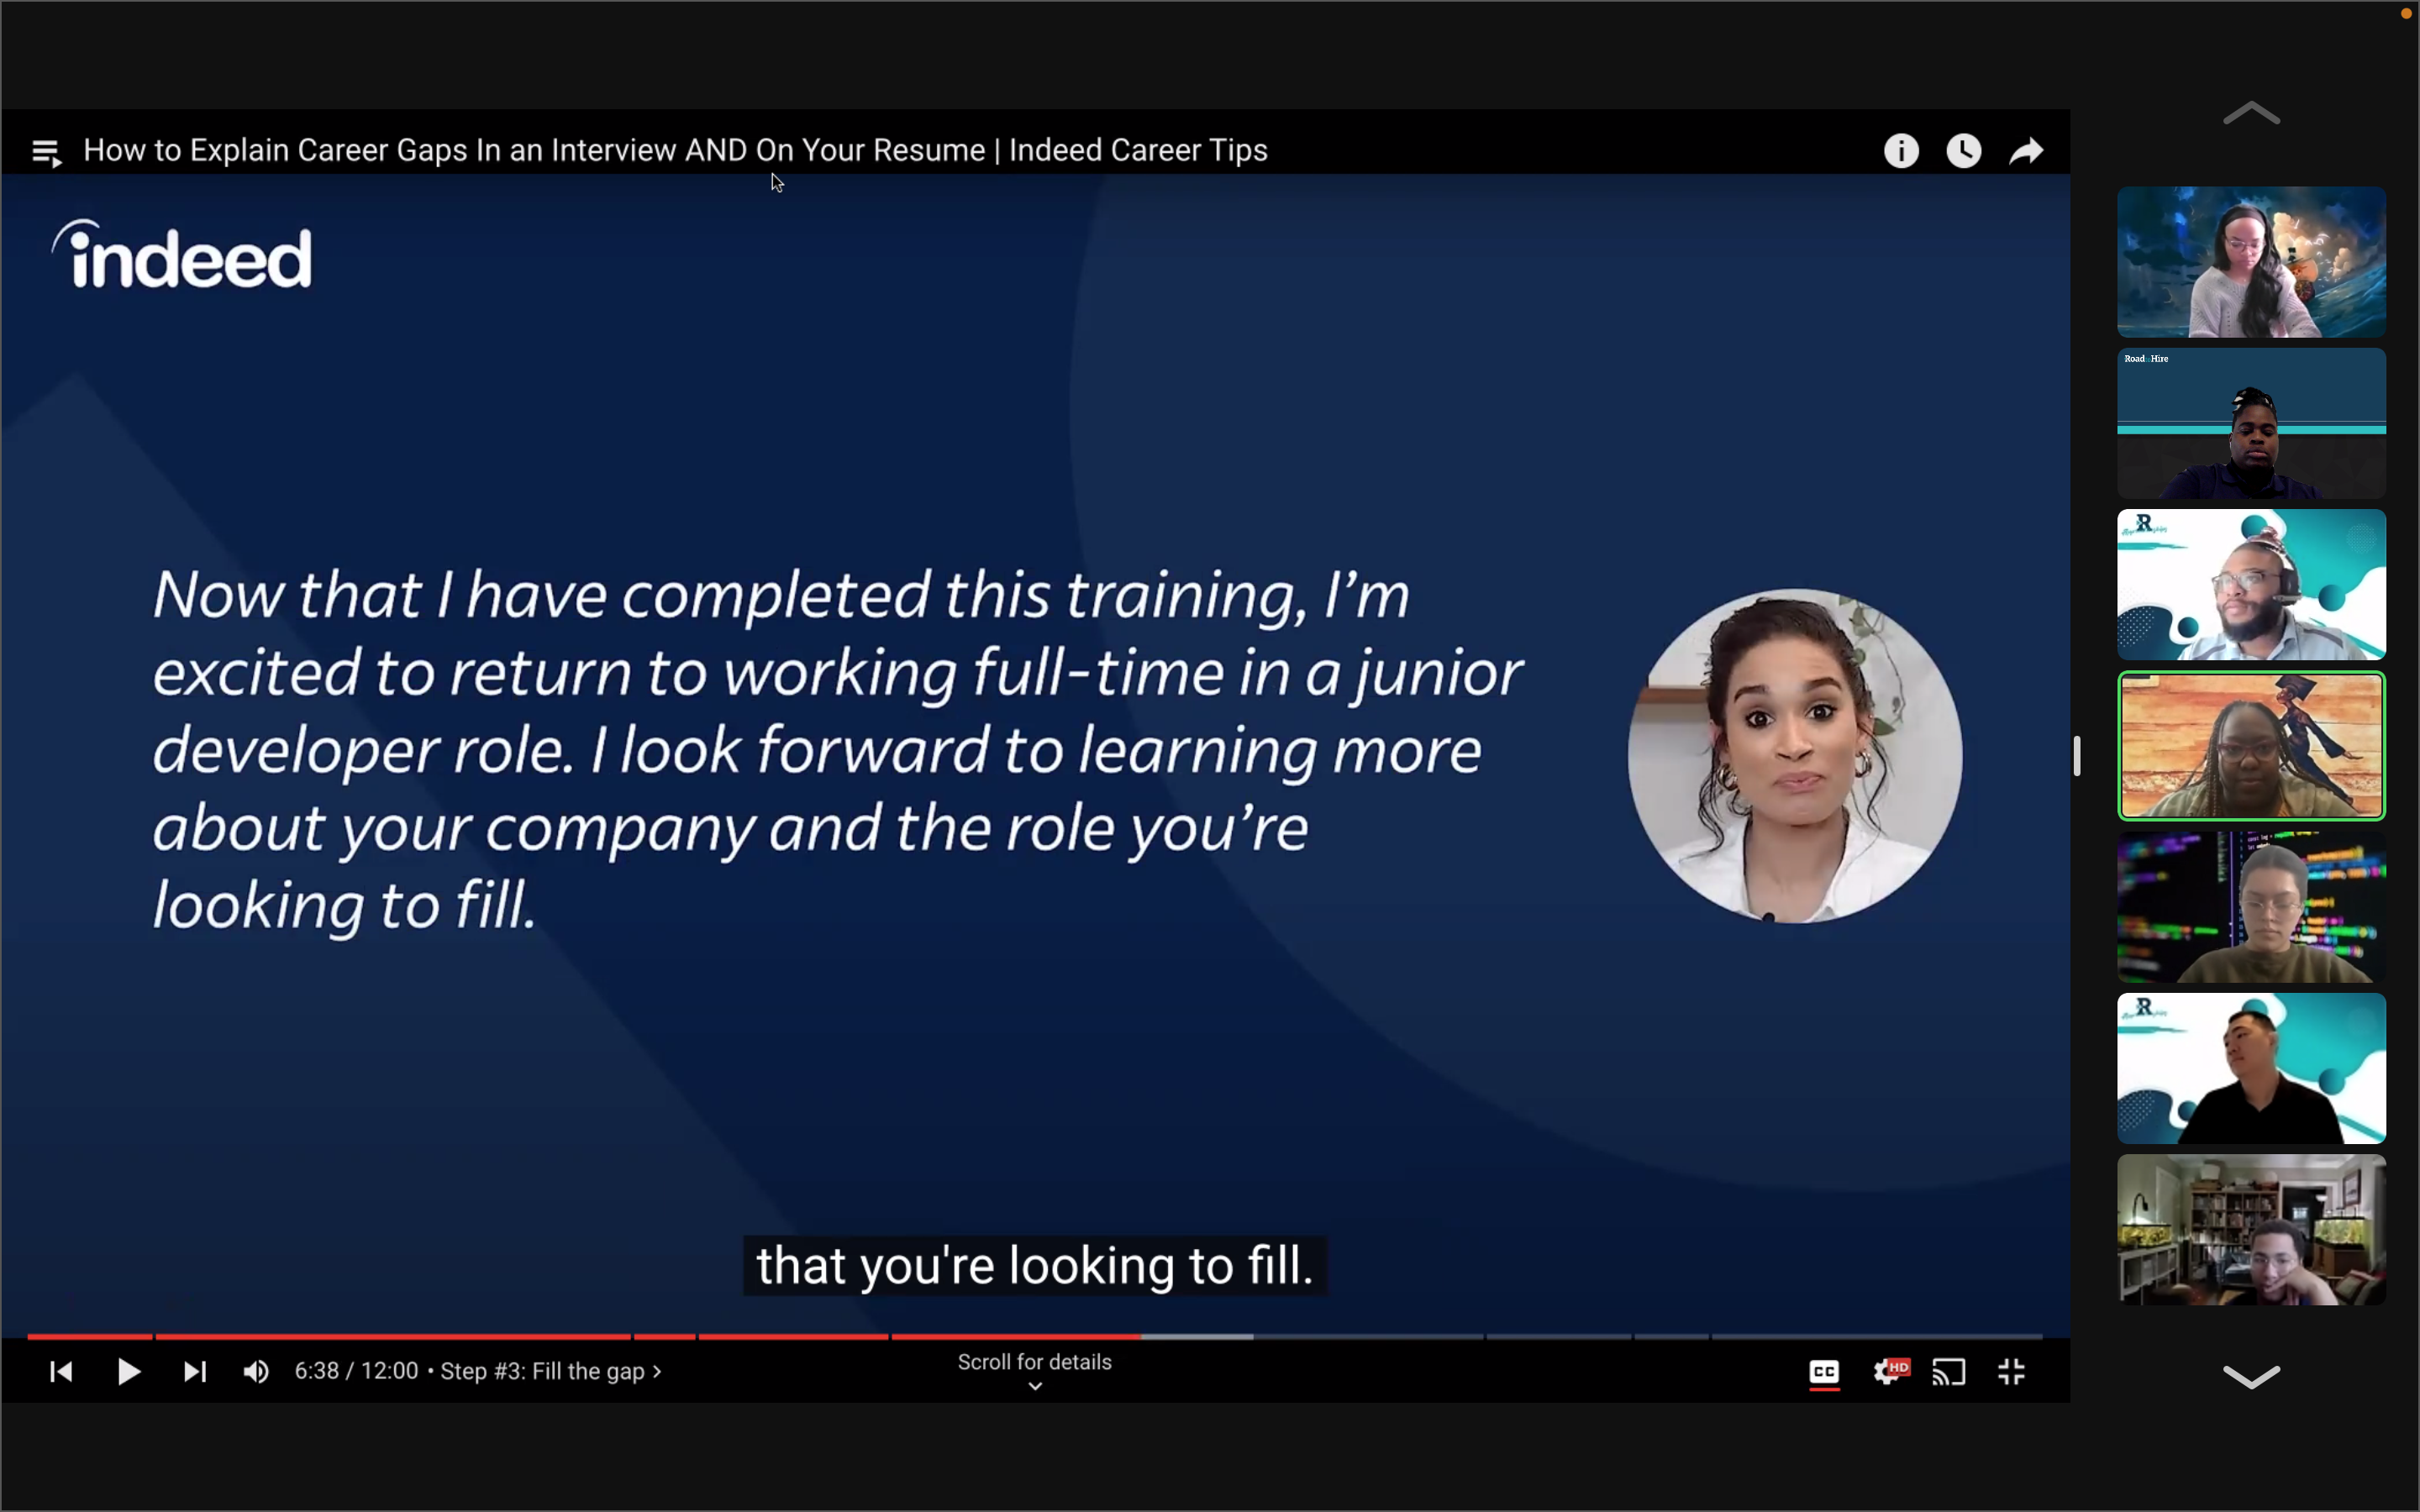 How to Explain Career Gaps In an Interview AND On Your Resume | Indeed Career Tips
indeed
Now that I have completed this training, I'm
excited to return to working full-time in a junior
developer role. I look forward to learning more
about your company and the role you're
looking to fill.
that you're looking to fill.
6:38 / 12:00 • Step #3: Fill the gap >
Scroll for details
CC
HD
Road Hire
R
R